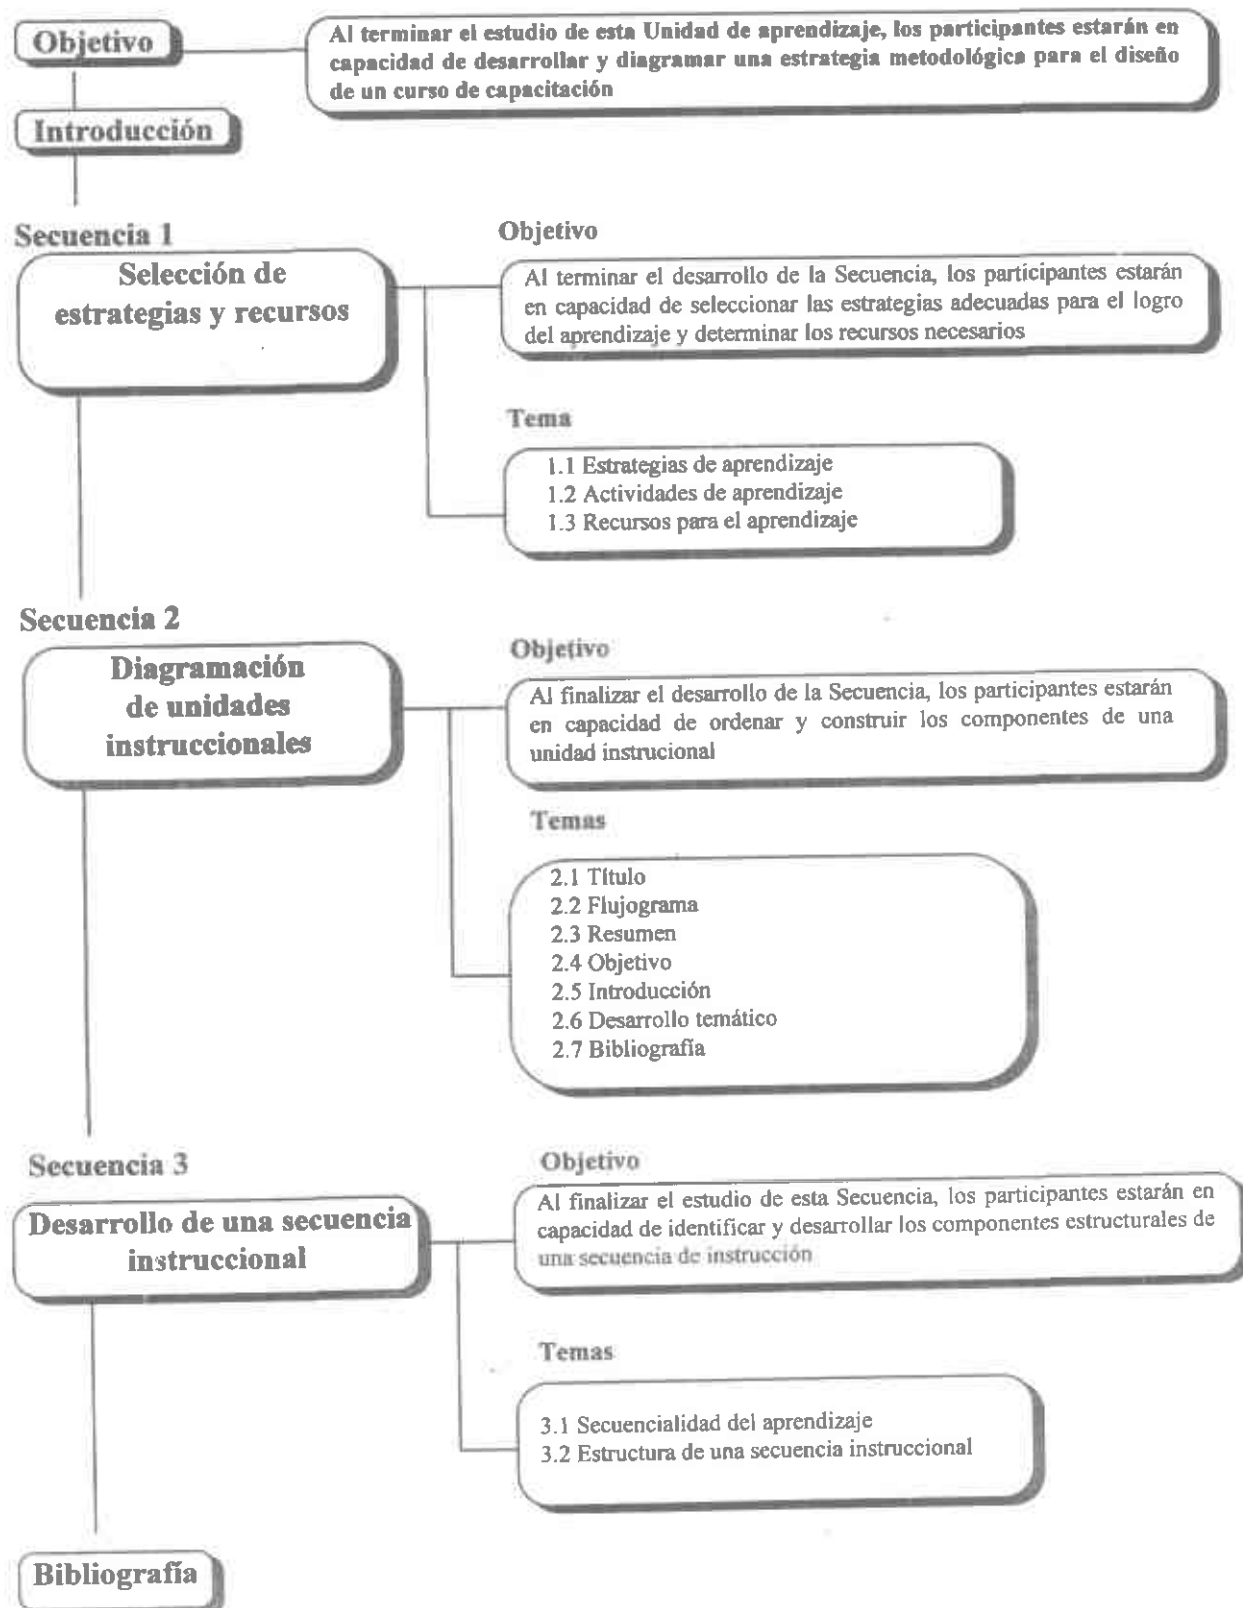 Objetivo
Al terminar el estudio de esta Unidad de aprendizaje, los participantes estarán en
capacidad de desarrollar y diagramar una estrategia metodológica para el diseño
de un curso de capacitación
Introducción
Secuencia 1
Selección de
estrategias y recursos
Objetivo
Al terminar el desarrollo de la Secuencia, los participantes estarán
en capacidad de seleccionar las estrategias adecuadas para el logro
del aprendizaje y determinar los recursos necesarios
Tema
1.1 Estrategias de aprendizaje
1.2 Actividades de aprendizaje
1.3 Recursos para el aprendizaje
Secuencia 2
Diagramación
de unidades
instruccionales
Objetivo
Al finalizar el desarrollo de la Secuencia, los participantes estarán
en capacidad de ordenar y construir los componentes de una
unidad instrucional
Temas
2.1 Título
2.2 Flujograma
2.3 Resumen
2.4 Objetivo
2.5 Introducción
2.6 Desarrollo temático
2.7 Bibliografía
Secuencia 3
Desarrollo de una secuencia
instruccional
Objetivo
Al finalizar el estudio de esta Secuencia, los participantes estarán en
capacidad de identificar y desarrollar los componentes estructurales de
una secuencia de instrucción
Temas
3.1 Secuencialidad del aprendizaje
3.2 Estructura de una secuencia instruccional
Bibliografía